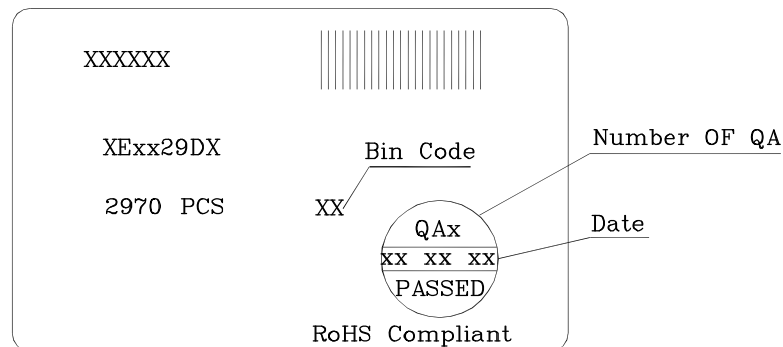 XXXXXX
XExx29DX
Bin Code
Number OF QA
2970 PCS
XX
QAx
Date
xx xx xx
PASSED
RoHS Compliant